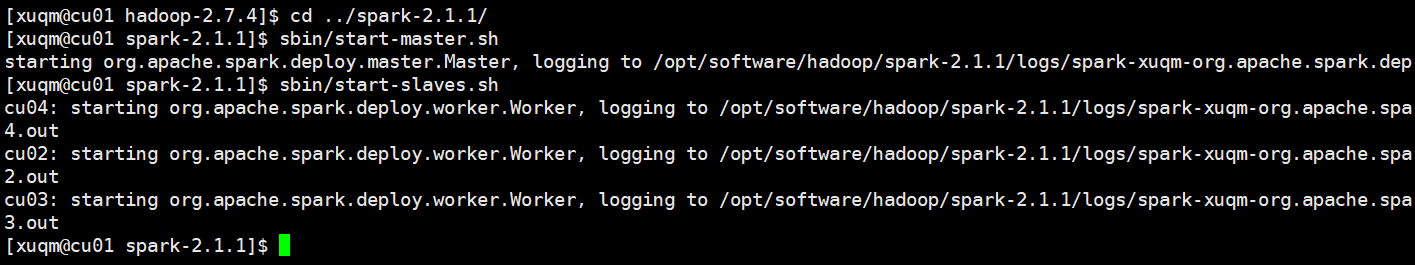 [xuqm@cu01 hadoop-2.7.4]$ cd ../spark-2.1.1/
[xuqm@cu01 spark-2.1.1]$ sbin/start-master.sh
starting org.apache.spark.deploy.master.Master, logging to /opt/software/hadoop/spark-2.1.1/logs/spark-xuqm-org.apache.spark.dep
[xuqm@cu01 spark-2.1.1]$ sbin/start-slaves.sh
cu04: starting org.apache.spark.deploy.worker.Worker, logging to /opt/software/hadoop/spark-2.1.1/logs/spark-xuqm-org.apache.spa
4.out
cu02: starting org.apache.spark.deploy.worker.Worker, logging to /opt/software/hadoop/spark-2.1.1/logs/spark-xuqm-org.apache.spa
2.out
cu03: starting org.apache.spark.deploy.worker.Worker, logging to /opt/software/hadoop/spark-2.1.1/logs/spark-xuqm-org.apache.spa
3.out
[xuqm@cu01 spark-2.1.1]$